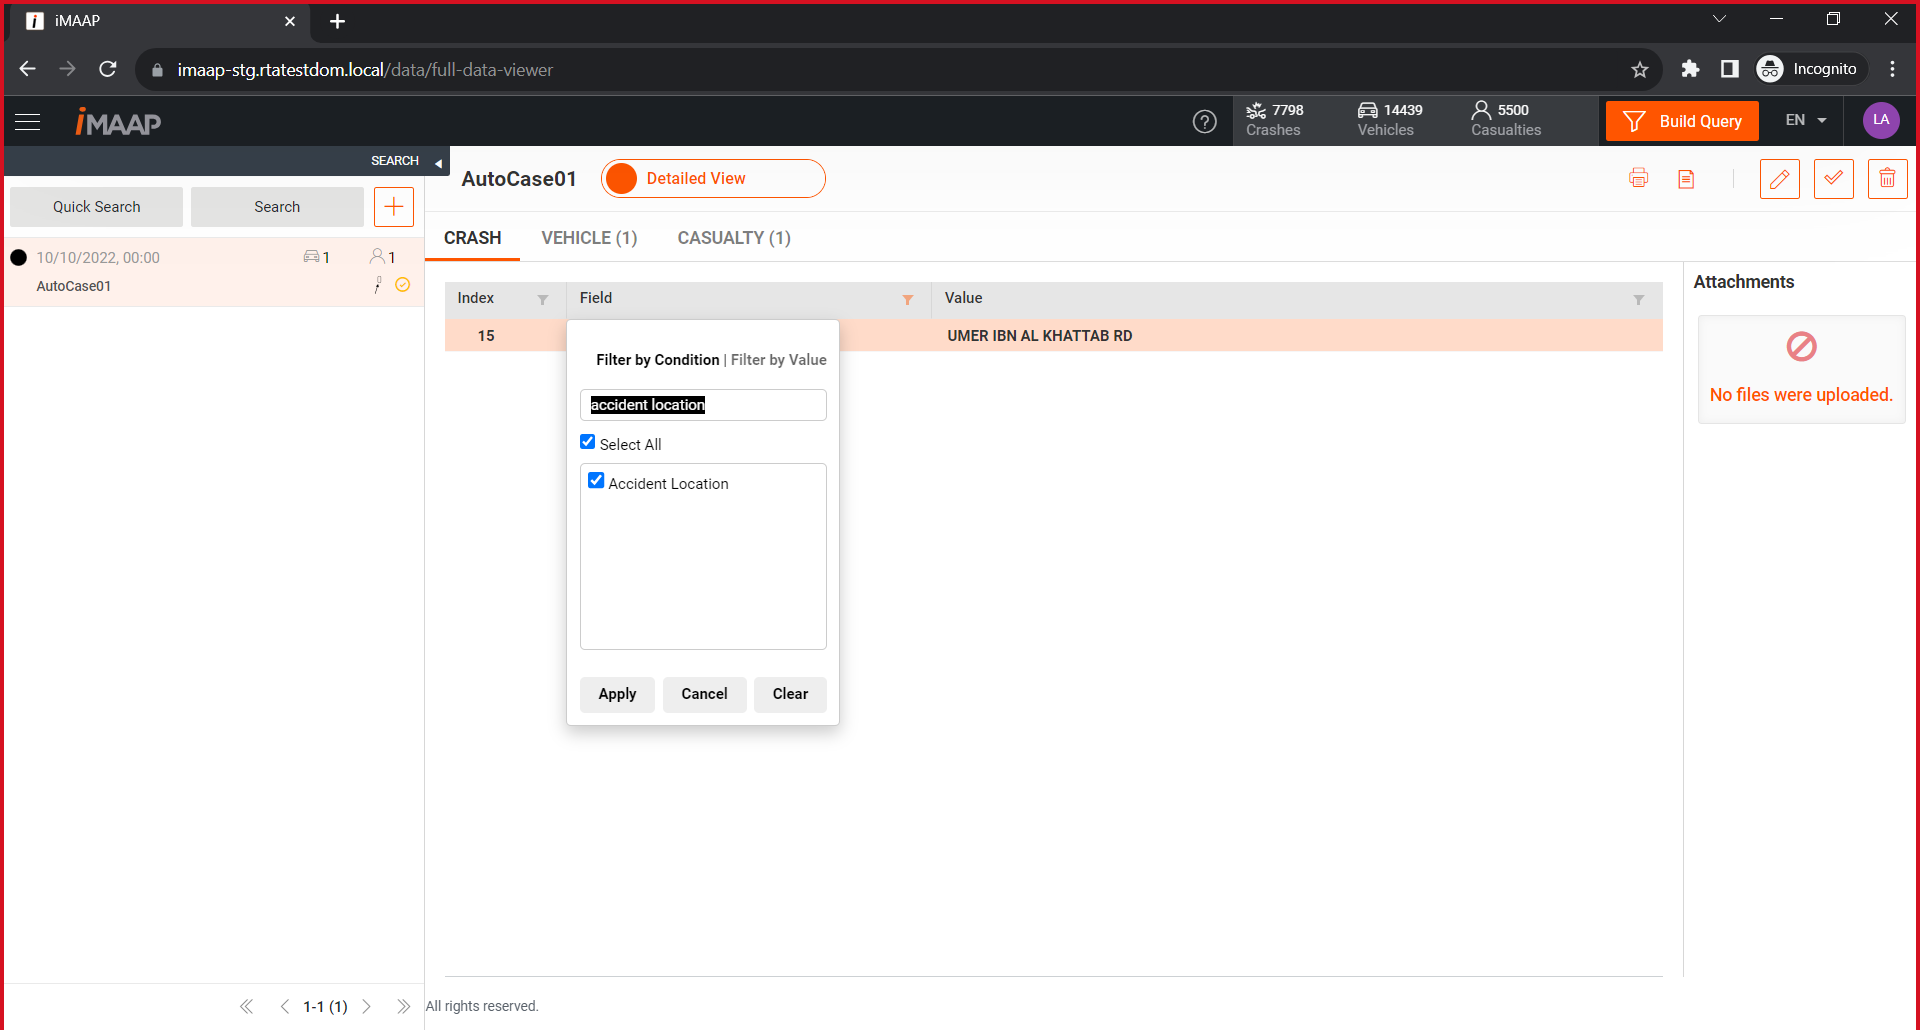 iMAAP
imaap-stg.rtatestdom.local/data/full-data-viewer
Incognito
iMAAP
7798
Crashes
14439
Vehicles
5500
Casualties
Build Query
EN
LA
SEARCH
Quick Search
Search
10/10/2022, 00:00
1
1
AutoCase01
AutoCase01
Detailed View
CRASH
VEHICLE (1)
CASUALTY (1)
Index
Field
Value
15
UMER IBN AL KHATTAB RD
Filter by Condition | Filter by Value
accident location
Select All
Accident Location
Apply
Cancel
Clear
Attachments
No files were uploaded.
1-1 (1)
All rights reserved.